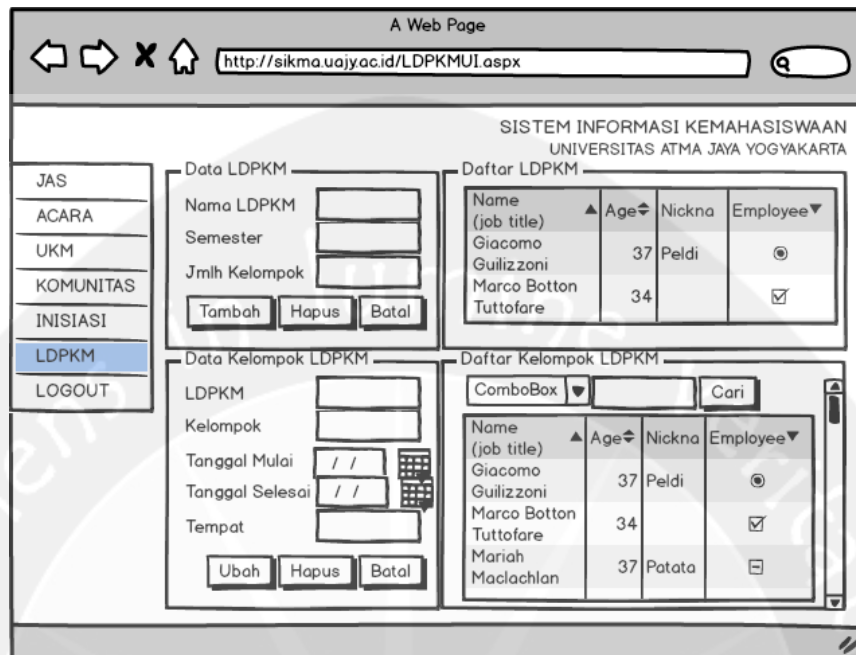 A Web Page
http://sikma.uajy.ac.id/LDPKMUI.aspx
SISTEM INFORMASI KEMAHASISWAAN
UNIVERSITAS ATMA JAYA YOGYAKARTA
JAS
ACARA
UKM
KOMUNITAS
INISIASI
LDPKM
LOGOUT
Data LDPKM
Nama LDPKM
Semester
Jmlh Kelompok
Tambah Hapus Batal
Daftar LDPKM
Name (job title) Age Nickna Employee
Giacomo Guilizzoni 37 Peldi
Marco Botton Tuttofare 34
Data Kelompok LDPKM
LDPKM
Kelompok
Tanggal Mulai / /
Tanggal Selesai / /
Tempat
Ubah Hapus Batal
Daftar Kelompok LDPKM
ComboBox Cari
Name (job title) Age Nickna Employee
Giacomo Guilizzoni 37 Peldi
Marco Botton Tuttofare 34
Mariah Maclachlan 37 Patata